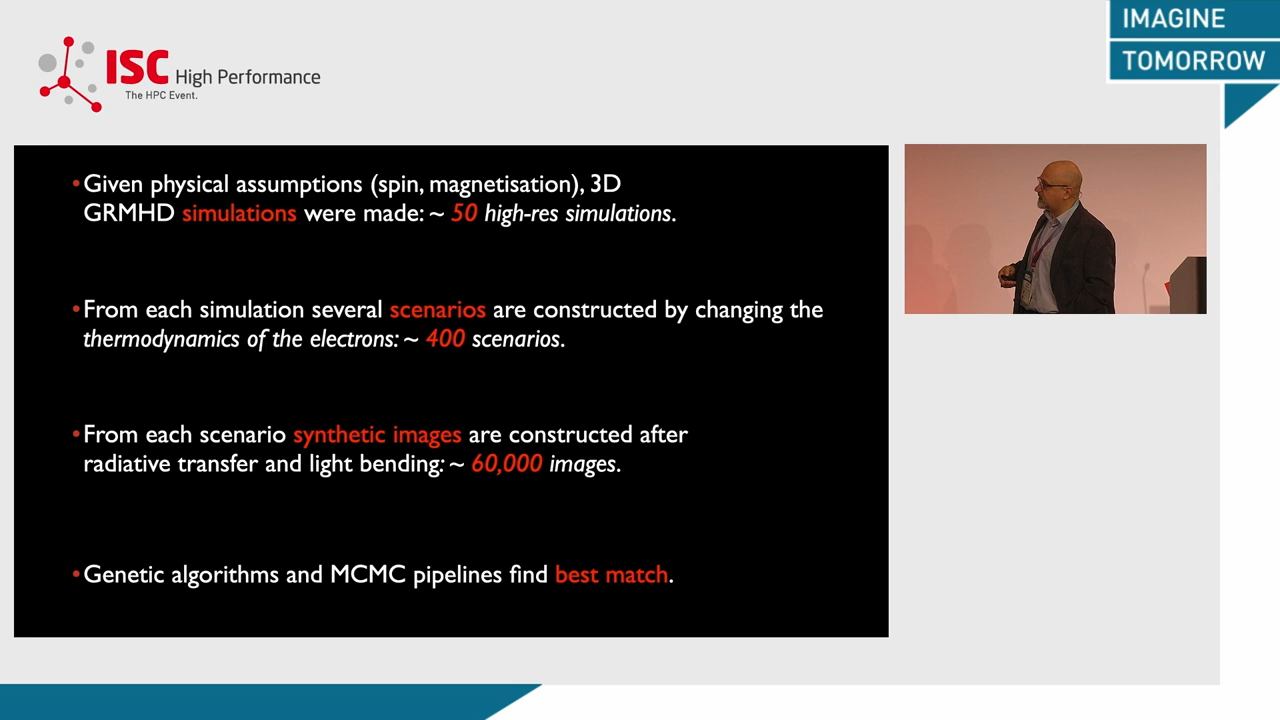 ISC High Performance
The HPC Event.
IMAGINE
TOMORROW
•Given physical assumptions (spin, magnetisation), 3D
GRMHD simulations were made: ~ 50 high-res simulations.
•From each simulation several scenarios are constructed by changing the
thermodynamics of the electrons: ~ 400 scenarios.
•From each scenario synthetic images are constructed after
radiative transfer and light bending: ~ 60,000 images.
•Genetic algorithms and MCMC pipelines find best match.